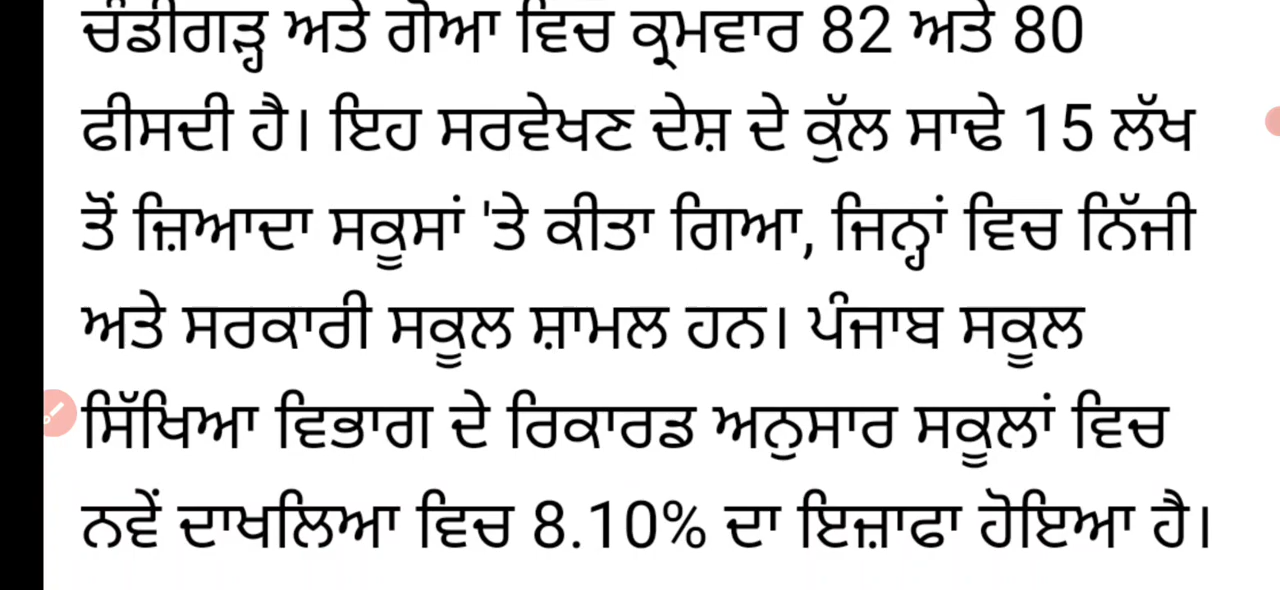 ਚੰਡੀਗੜ੍ਹ ਅਤੇ ਗੋਆ ਵਿਚ ਕ੍ਰਮਵਾਰ 82 ਅਤੇ 80
ਫੀਸਦੀ ਹੈ। ਇਹ ਸਰਵੇਖਣ ਦੇਸ਼ ਦੇ ਕੁੱਲ ਸਾਢੇ 15 ਲੱਖ
ਤੋਂ ਜ਼ਿਆਦਾ ਸਕੂਸਾਂ 'ਤੇ ਕੀਤਾ ਗਿਆ, ਜਿਨ੍ਹਾਂ ਵਿਚ ਨਿੱਜੀ
ਅਤੇ ਸਰਕਾਰੀ ਸਕੂਲ ਸ਼ਾਮਲ ਹਨ। ਪੰਜਾਬ ਸਕੂਲ
ਸਿੱਖਿਆ ਵਿਭਾਗ ਦੇ ਰਿਕਾਰਡ ਅਨੁਸਾਰ ਸਕੂਲਾਂ ਵਿਚ
ਨਵੇਂ ਦਾਖਲਿਆ ਵਿਚ 8.10% ਦਾ ਇਜ਼ਾਫਾ ਹੋਇਆ ਹੈ।